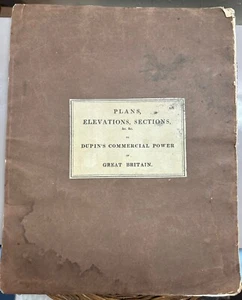 PLANS,
ELEVATIONS, SECTIONS,
&c. &c.
TO
DUPIN'S COMMERCIAL POWER
OF
GREAT BRITAIN.